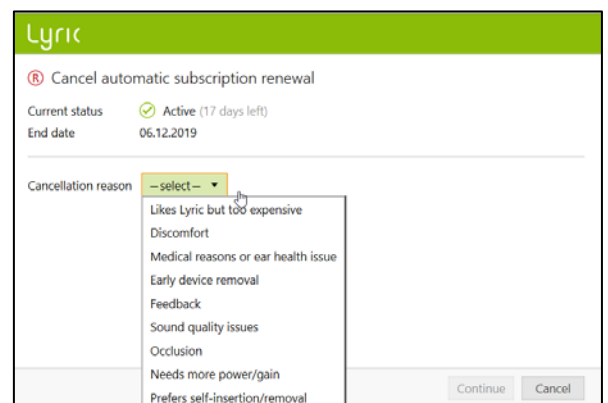 Lyric
® Cancel automatic subscription renewal
Current status Active (17 days left)
End date 06.12.2019
Cancellation reason —select—
Likes Lyric but too expensive
Discomfort
Medical reasons or ear health issue
Early device removal
Feedback
Sound quality issues
Occlusion
Needs more power/gain
Prefers self-insertion/removal
Continue Cancel